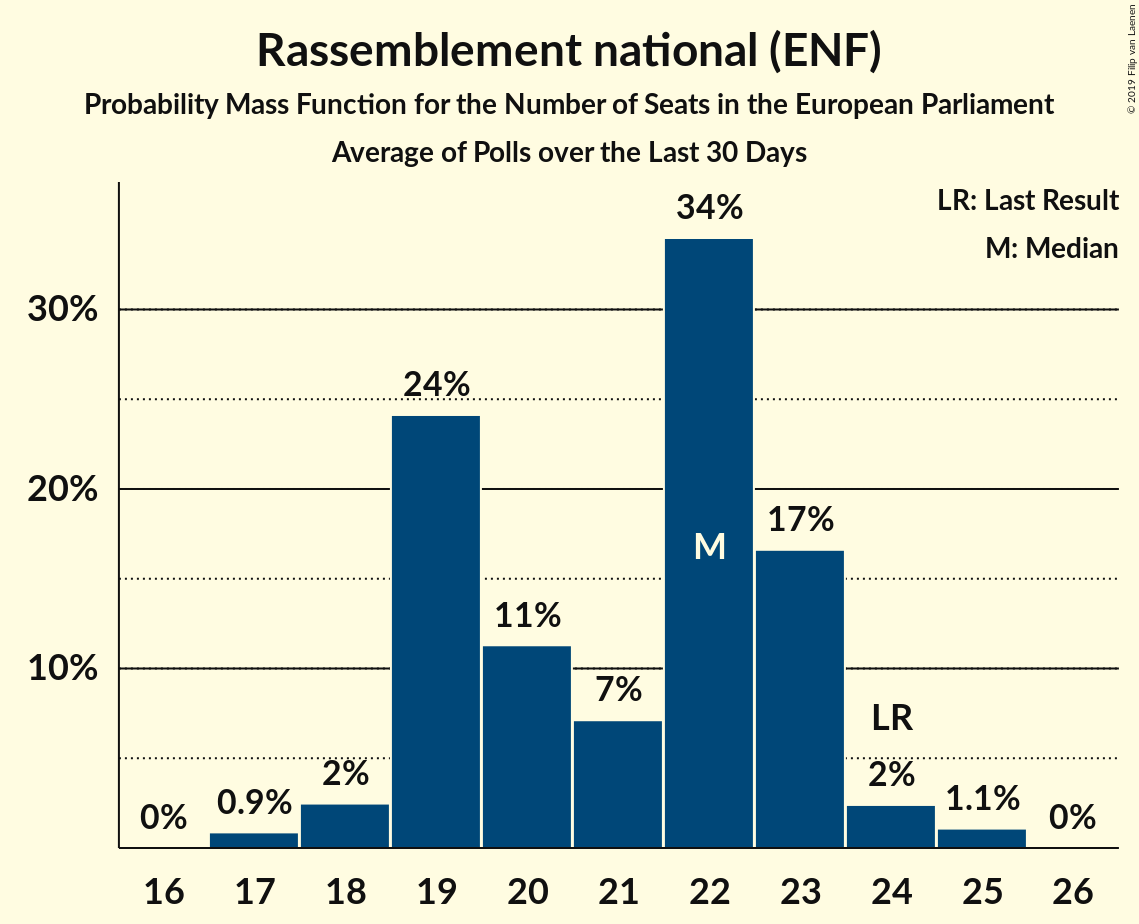 Rassemblement national (ENF)
Probability Mass Function for the Number of Seats in the European Parliament
Average of Polls over the Last 30 Days
© 2019 Filip van Laenen
LR: Last Result
M: Median
34%
30%
24%
20%
17%
M
11%
10%
7%
LR
2%
2%
1.1%
0.9%
0%
0%
16 17 18 19 20 21 22 23 24 25 26